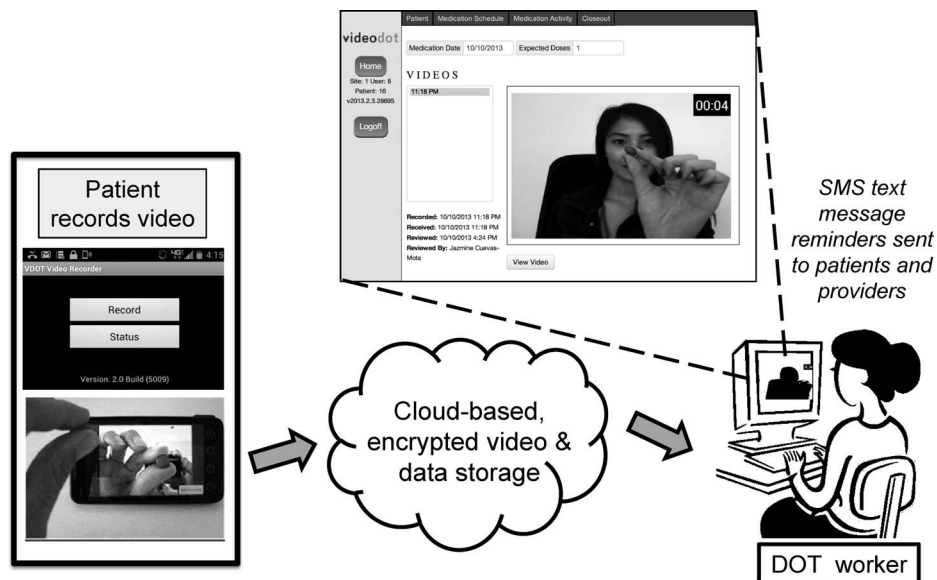 Patient Medication Schedule Medication Activity Closeout
videodot
Medication Date 10/10/2013 Expected Doses 1
Home
Site: 1 User: 8
Patient: 16
v2013.2.3.28695
Logoff
VIDEOS
11:18 PM
00:04
Recorded: 10/10/2013 11:18 PM
Received: 10/10/2013 11:18 PM
Reviewed: 10/10/2013 4:24 PM
Reviewed By: Jazmine Cuevas-
Mota
View Video
Patient
records video
4:15
VDOT Video Recorder
Record
Status
Version: 2.0 Build (5009)
Cloud-based,
encrypted video &
data storage
SMS text
message
reminders sent
to patients and
providers
DOT worker